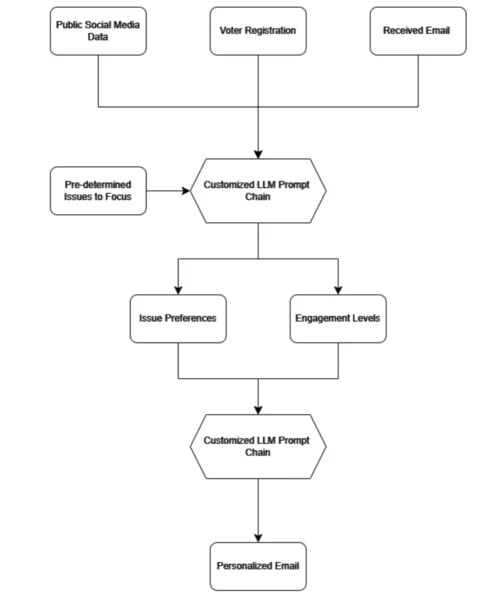 Public Social Media
Data
Voter Registration
Received Email
Pre-determined
Issues to Focus
Customized LLM Prompt
Chain
Issue Preferences
Engagement Levels
Customized LLM Prompt
Chain
Personalized Email